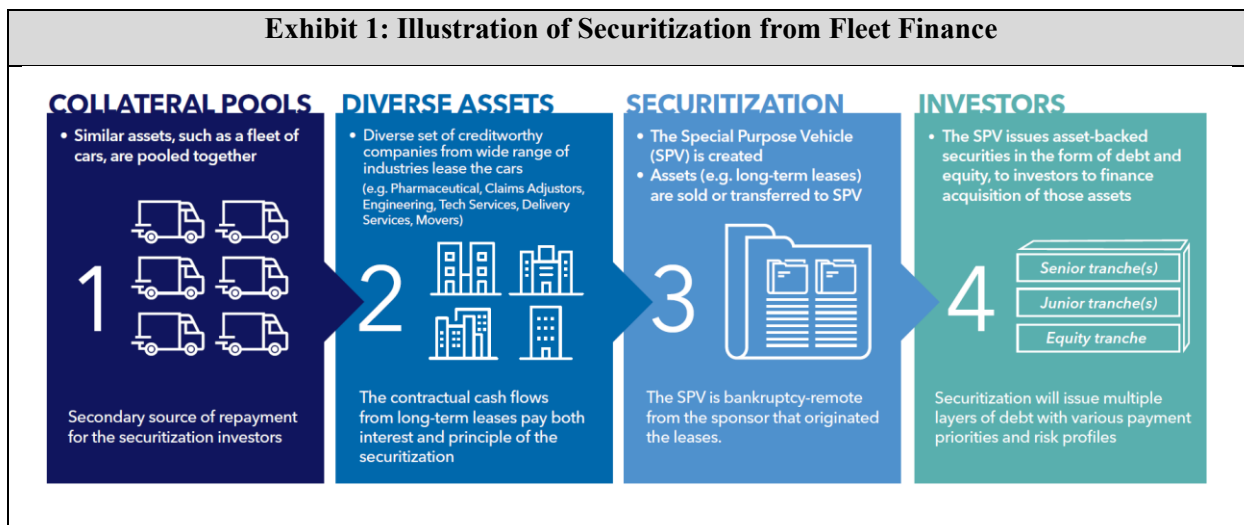 Exhibit 1: Illustration of Securitization from Fleet Finance
COLLATERAL POOLS
• Similar assets, such as a fleet of
cars, are pooled together
1
Secondary source of repayment
for the securitization investors
DIVERSE ASSETS
• Diverse set of creditworthy
companies from wide range of
industries lease the cars
(e.g. Pharmaceutical, Claims Adjustors,
Engineering, Tech Services, Delivery
Services, Movers)
2
The contractual cash flows
from long-term leases pay both
interest and principle of the
securitization
SECURITIZATION
• The Special Purpose Vehicle
(SPV) is created
• Assets (e.g. long-term leases)
are sold or transferred to SPV
3
The SPV is bankruptcy-remote
from the sponsor that originated
the leases.
INVESTORS
• The SPV issues asset-backed
securities in the form of debt and
equity, to investors to finance
acquisition of those assets
4
Senior tranche(s)
Junior tranche(s)
Equity tranche
Securitization will issue multiple
layers of debt with various payment
priorities and risk profiles